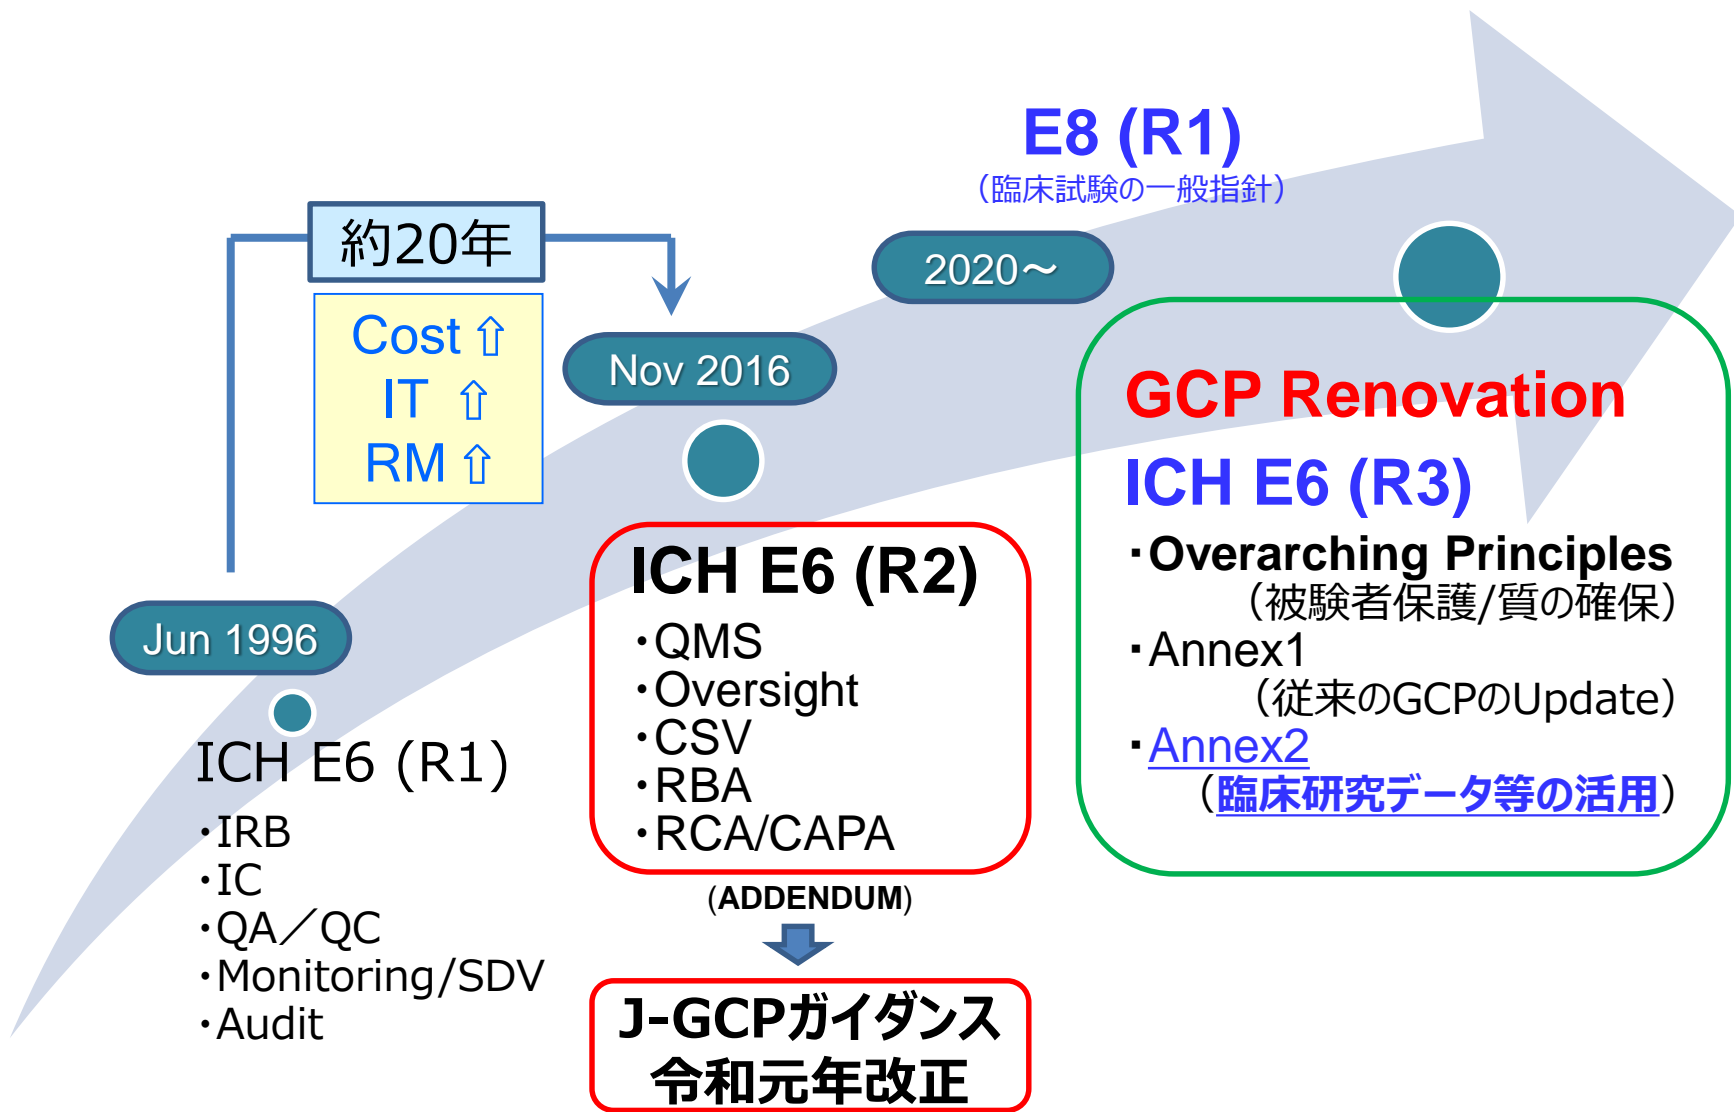 E8 (R1)
（臨床試験の一般指針）
約20年
2020～
Cost ⇧
IT ⇧
RM ⇧
Nov 2016
GCP Renovation
ICH E6 (R3)
・Overarching Principles
（被験者保護/質の確保）
・Annex1
（従来のGCPのUpdate）
・Annex2
（臨床研究データ等の活用）
ICH E6 (R2)
・QMS
・Oversight
・CSV
・RBA
・RCA/CAPA
(ADDENDUM)
J-GCPガイダンス
令和元年改正
Jun 1996
ICH E6 (R1)
・IRB
・IC
・QA／QC
・Monitoring/SDV
・Audit